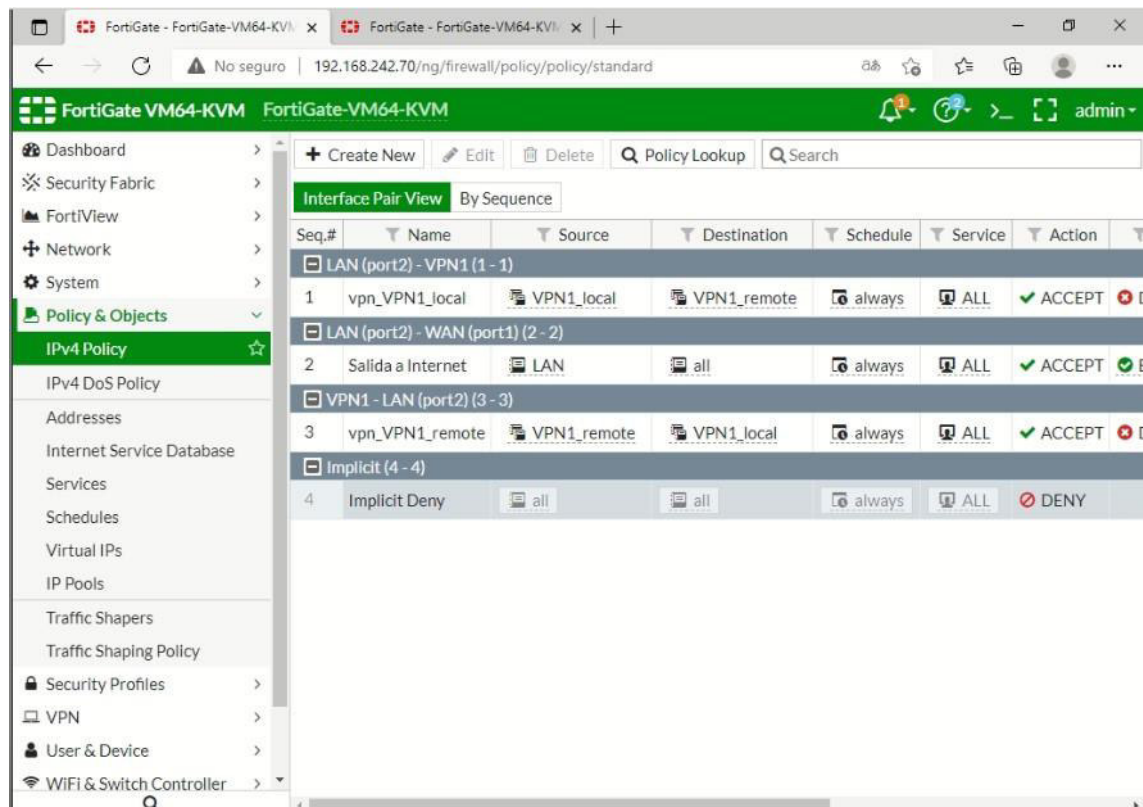 FortiGate - FortiGate-VM64-KVM FortiGate - FortiGate-VM64-KVM
No seguro 192.168.242.70/ng/firewall/policy/policy/standard
FortiGate VM64-KVM FortiGate-VM64-KVM 1 2 admin
Dashboard
Security Fabric
FortiView
Network
System
Policy & Objects
IPv4 Policy
IPv4 DoS Policy
Addresses
Internet Service Database
Services
Schedules
Virtual IPs
IP Pools
Traffic Shapers
Traffic Shaping Policy
Security Profiles
VPN
User & Device
WiFi & Switch Controller
+ Create New Edit Delete Policy Lookup Search
Interface Pair View By Sequence
Seq.# Name Source Destination Schedule Service Action
LAN (port2) - VPN1 (1 - 1)
1 vpn_VPN1_local VPN1_local VPN1_remote always ALL ACCEPT
LAN (port2) - WAN (port1) (2 - 2)
2 Salida a Internet LAN all always ALL ACCEPT
VPN1 - LAN (port2) (3 - 3)
3 vpn_VPN1_remote VPN1_remote VPN1_local always ALL ACCEPT
Implicit (4 - 4)
4 Implicit Deny all all always ALL DENY